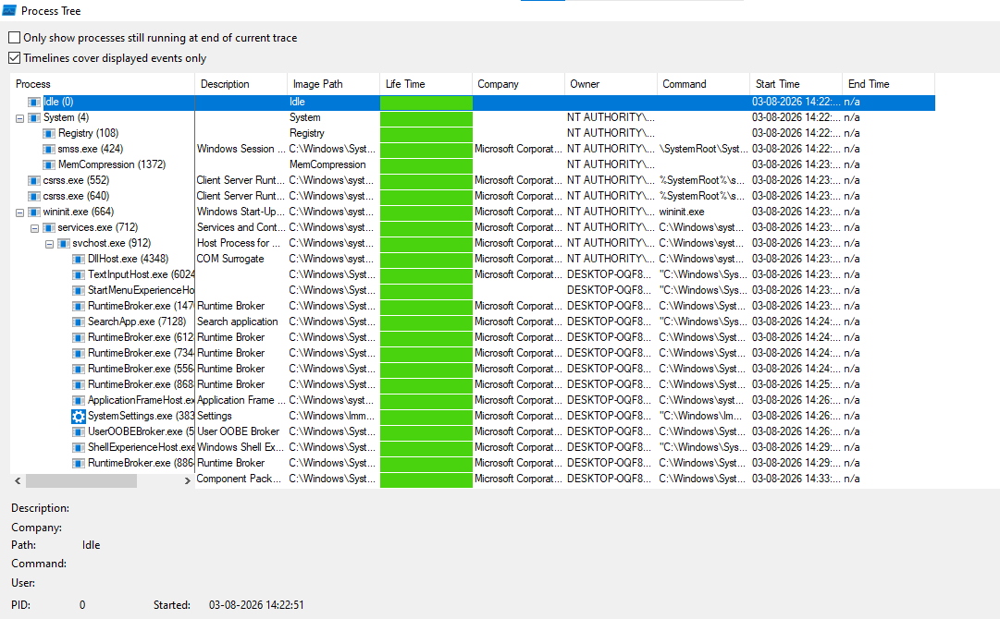 Process Tree
Only show processes still running at end of current trace
Timelines cover displayed events only
Process Description Image Path Life Time Company Owner Command Start Time End Time
Idle (0) Idle 03-08-2026 14:22:... n/a
System (4) System NT AUTHORITY\... 03-08-2026 14:22:... n/a
Registry (108) Registry NT AUTHORITY\... 03-08-2026 14:22:... n/a
smss.exe (424) Windows Session ... C:\Windows\Syst... Microsoft Corporat... NT AUTHORITY\... \SystemRoot\Syst... 03-08-2026 14:22:... n/a
MemCompression (1372) MemCompression NT AUTHORITY\... 03-08-2026 14:23:... n/a
csrss.exe (552) Client Server Runt... C:\Windows\syst... Microsoft Corporat... NT AUTHORITY\... %SystemRoot%\s... 03-08-2026 14:23:... n/a
csrss.exe (640) Client Server Runt... C:\Windows\syst... Microsoft Corporat... NT AUTHORITY\... %SystemRoot%\s... 03-08-2026 14:23:... n/a
wininit.exe (664) Windows Start-Up... C:\Windows\syst... Microsoft Corporat... NT AUTHORITY\... wininit.exe 03-08-2026 14:23:... n/a
services.exe (712) Services and Cont... C:\Windows\syst... Microsoft Corporat... NT AUTHORITY\... C:\Windows\syst... 03-08-2026 14:23:... n/a
svchost.exe (912) Host Process for ... C:\Windows\syst... Microsoft Corporat... NT AUTHORITY\... C:\Windows\syst... 03-08-2026 14:23:... n/a
DllHost.exe (4348) COM Surrogate C:\Windows\syst... Microsoft Corporat... NT AUTHORITY\... C:\Windows\syst... 03-08-2026 14:23:... n/a
TextInputHost.exe (6024 C:\Windows\Syst... Microsoft Corporat... DESKTOP-OQF8... "C:\Windows\Sys... 03-08-2026 14:23:... n/a
StartMenuExperienceHo C:\Windows\Syst... DESKTOP-OQF8... "C:\Windows\Sys... 03-08-2026 14:23:... n/a
RuntimeBroker.exe (147 Runtime Broker C:\Windows\Syst... Microsoft Corporat... DESKTOP-OQF8... C:\Windows\Syst... 03-08-2026 14:23:... n/a
SearchApp.exe (7128) Search application C:\Windows\Syst... Microsoft Corporat... DESKTOP-OQF8... "C:\Windows\Sys... 03-08-2026 14:24:... n/a
RuntimeBroker.exe (612 Runtime Broker C:\Windows\Syst... Microsoft Corporat... DESKTOP-OQF8... C:\Windows\Syst... 03-08-2026 14:24:... n/a
RuntimeBroker.exe (734 Runtime Broker C:\Windows\Syst... Microsoft Corporat... DESKTOP-OQF8... C:\Windows\Syst... 03-08-2026 14:24:... n/a
RuntimeBroker.exe (556 Runtime Broker C:\Windows\Syst... Microsoft Corporat... DESKTOP-OQF8... C:\Windows\Syst... 03-08-2026 14:24:... n/a
RuntimeBroker.exe (868 Runtime Broker C:\Windows\Syst... Microsoft Corporat... DESKTOP-OQF8... C:\Windows\Syst... 03-08-2026 14:25:... n/a
ApplicationFrameHost.ex Application Frame ... C:\Windows\syst... Microsoft Corporat... DESKTOP-OQF8... C:\Windows\syst... 03-08-2026 14:26:... n/a
SystemSettings.exe (383 Settings C:\Windows\Imm... Microsoft Corporat... DESKTOP-OQF8... "C:\Windows\Im... 03-08-2026 14:26:... n/a
UserOOBEBroker.exe (5 User OOBE Broker C:\Windows\Syst... Microsoft Corporat... DESKTOP-OQF8... C:\Windows\Syst... 03-08-2026 14:26:... n/a
ShellExperienceHost.exe Windows Shell Ex... C:\Windows\Syst... Microsoft Corporat... DESKTOP-OQF8... "C:\Windows\Sys... 03-08-2026 14:29:... n/a
RuntimeBroker.exe (886 Runtime Broker C:\Windows\Syst... Microsoft Corporat... DESKTOP-OQF8... C:\Windows\Syst... 03-08-2026 14:29:... n/a
Component Pack... C:\Windows\Syst... Microsoft Corporat... DESKTOP-OQF8... C:\Windows\Syst... 03-08-2026 14:33:... n/a
Description:
Company:
Path: Idle
Command:
User:
PID: 0 Started: 03-08-2026 14:22:51